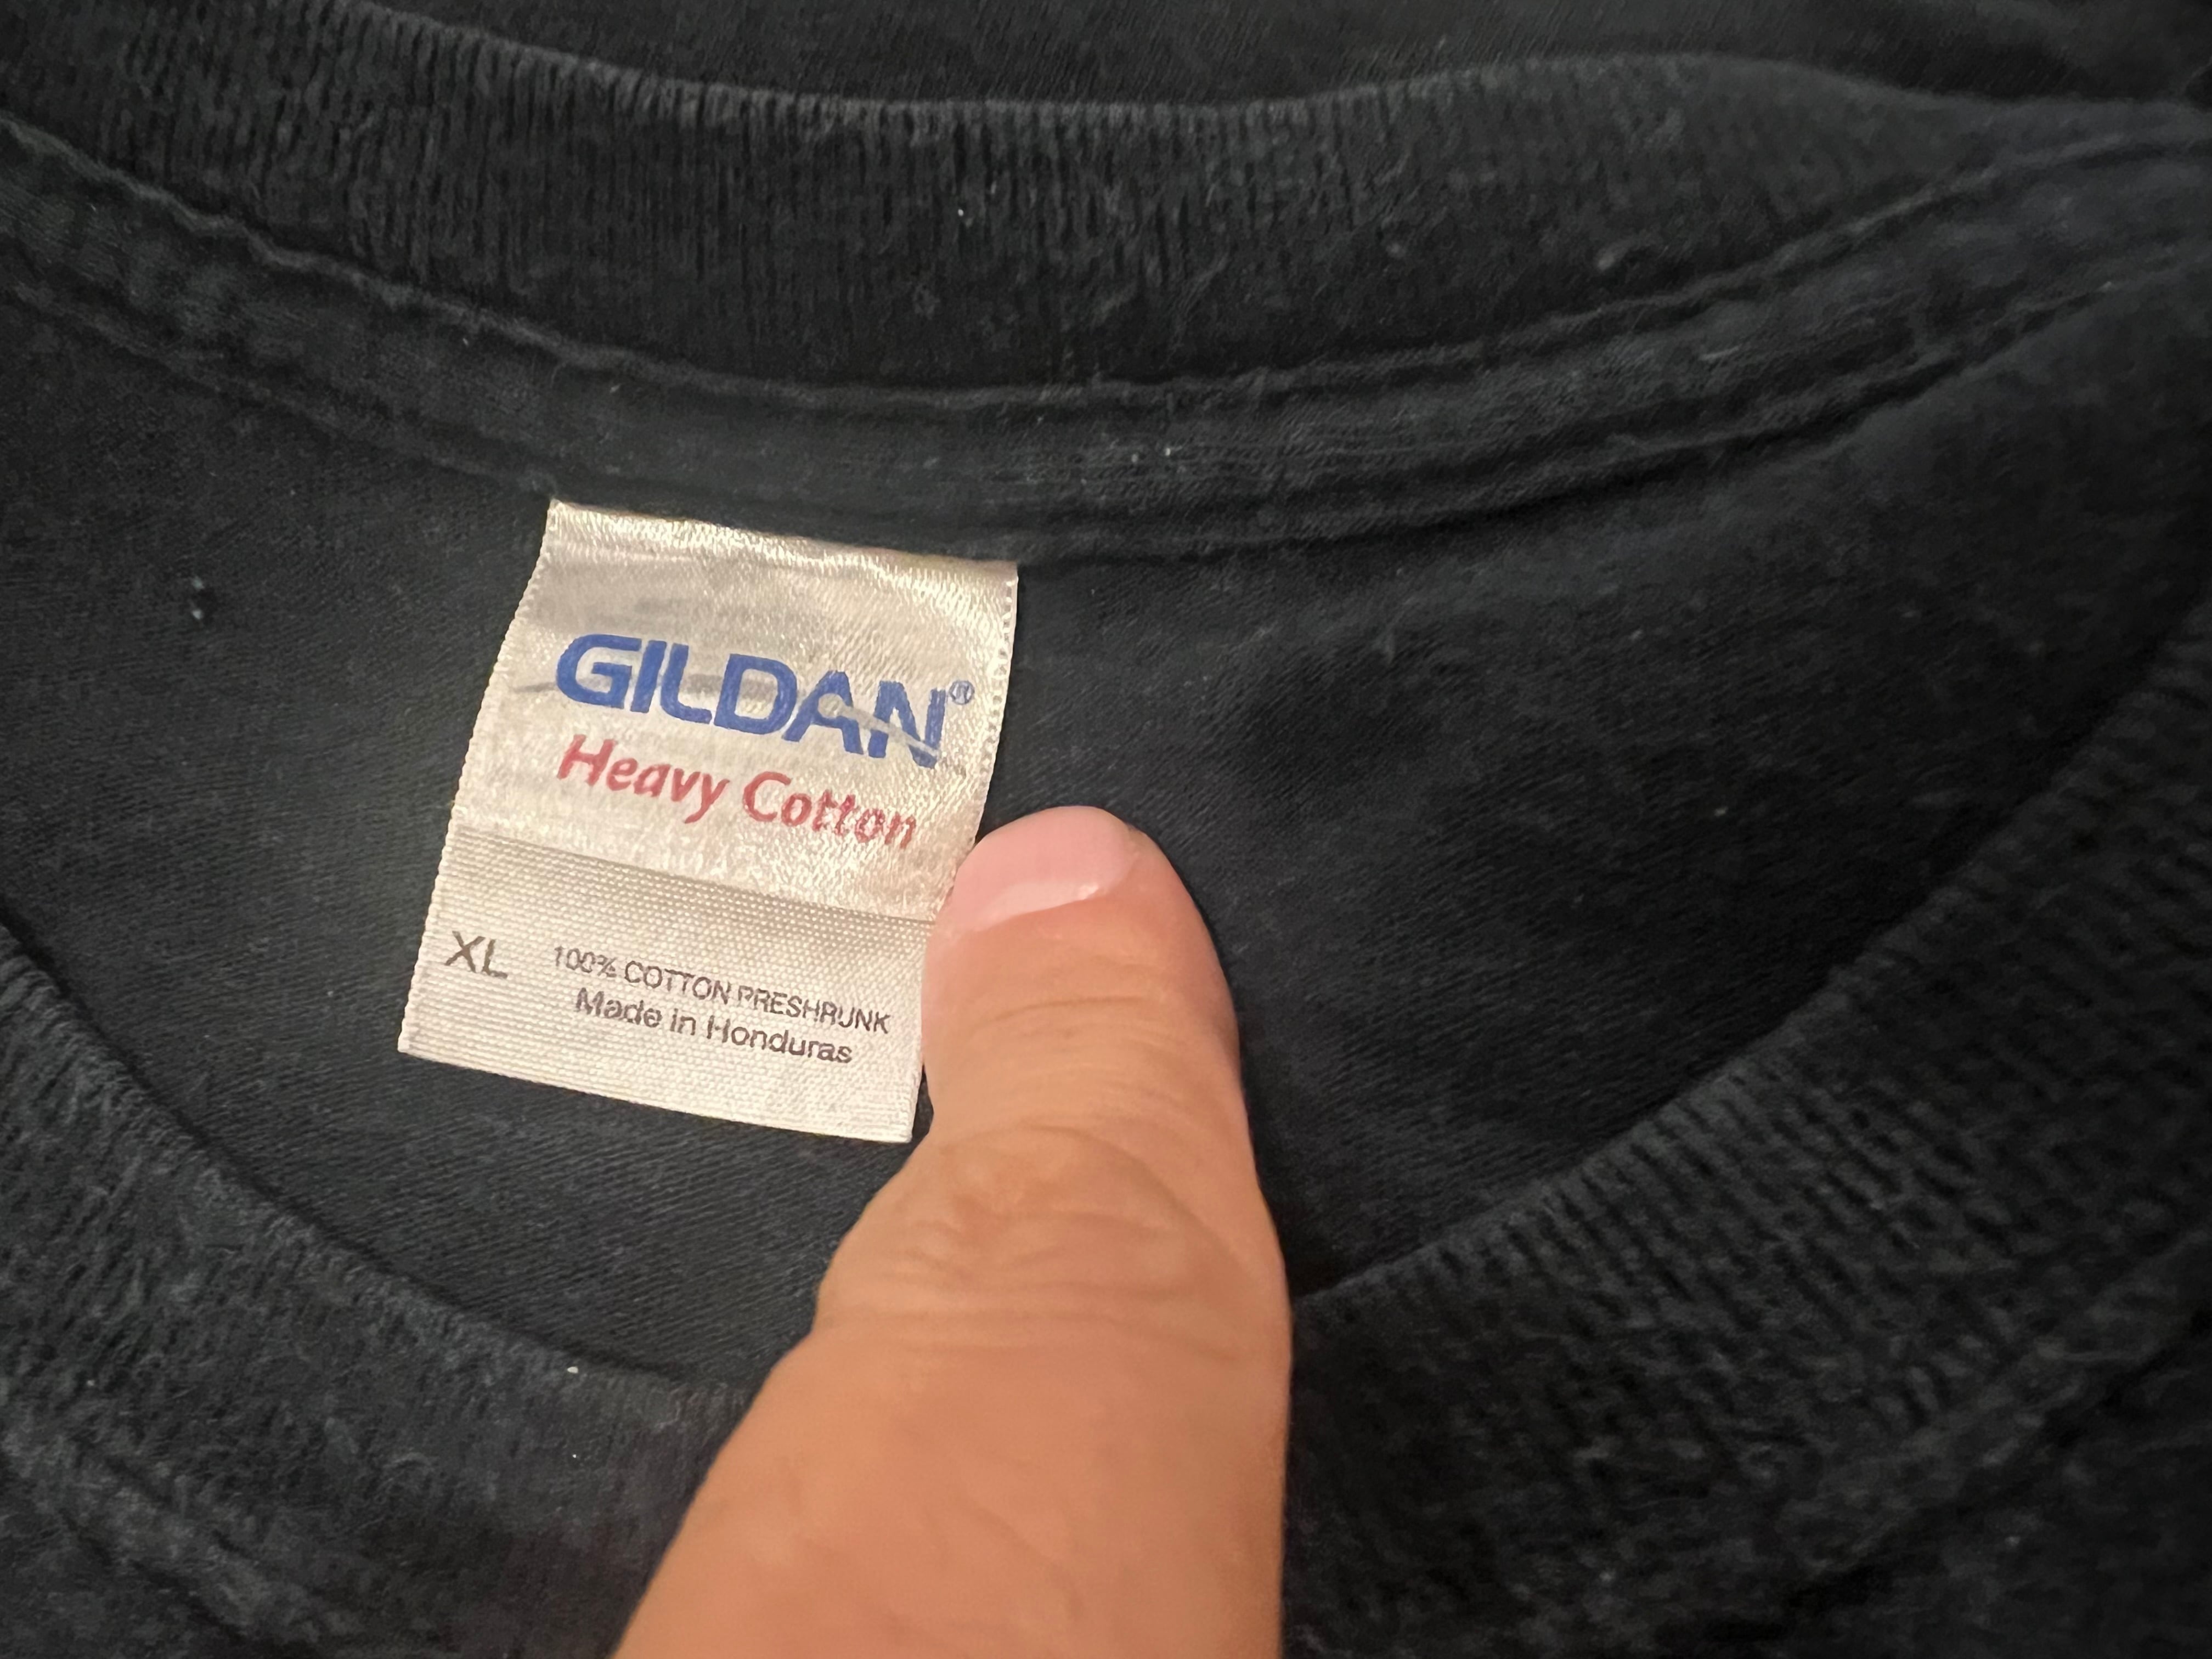 GILDAN®
Heavy Cotton
XL 100% COTTON PRESHRUNK
Made in Honduras